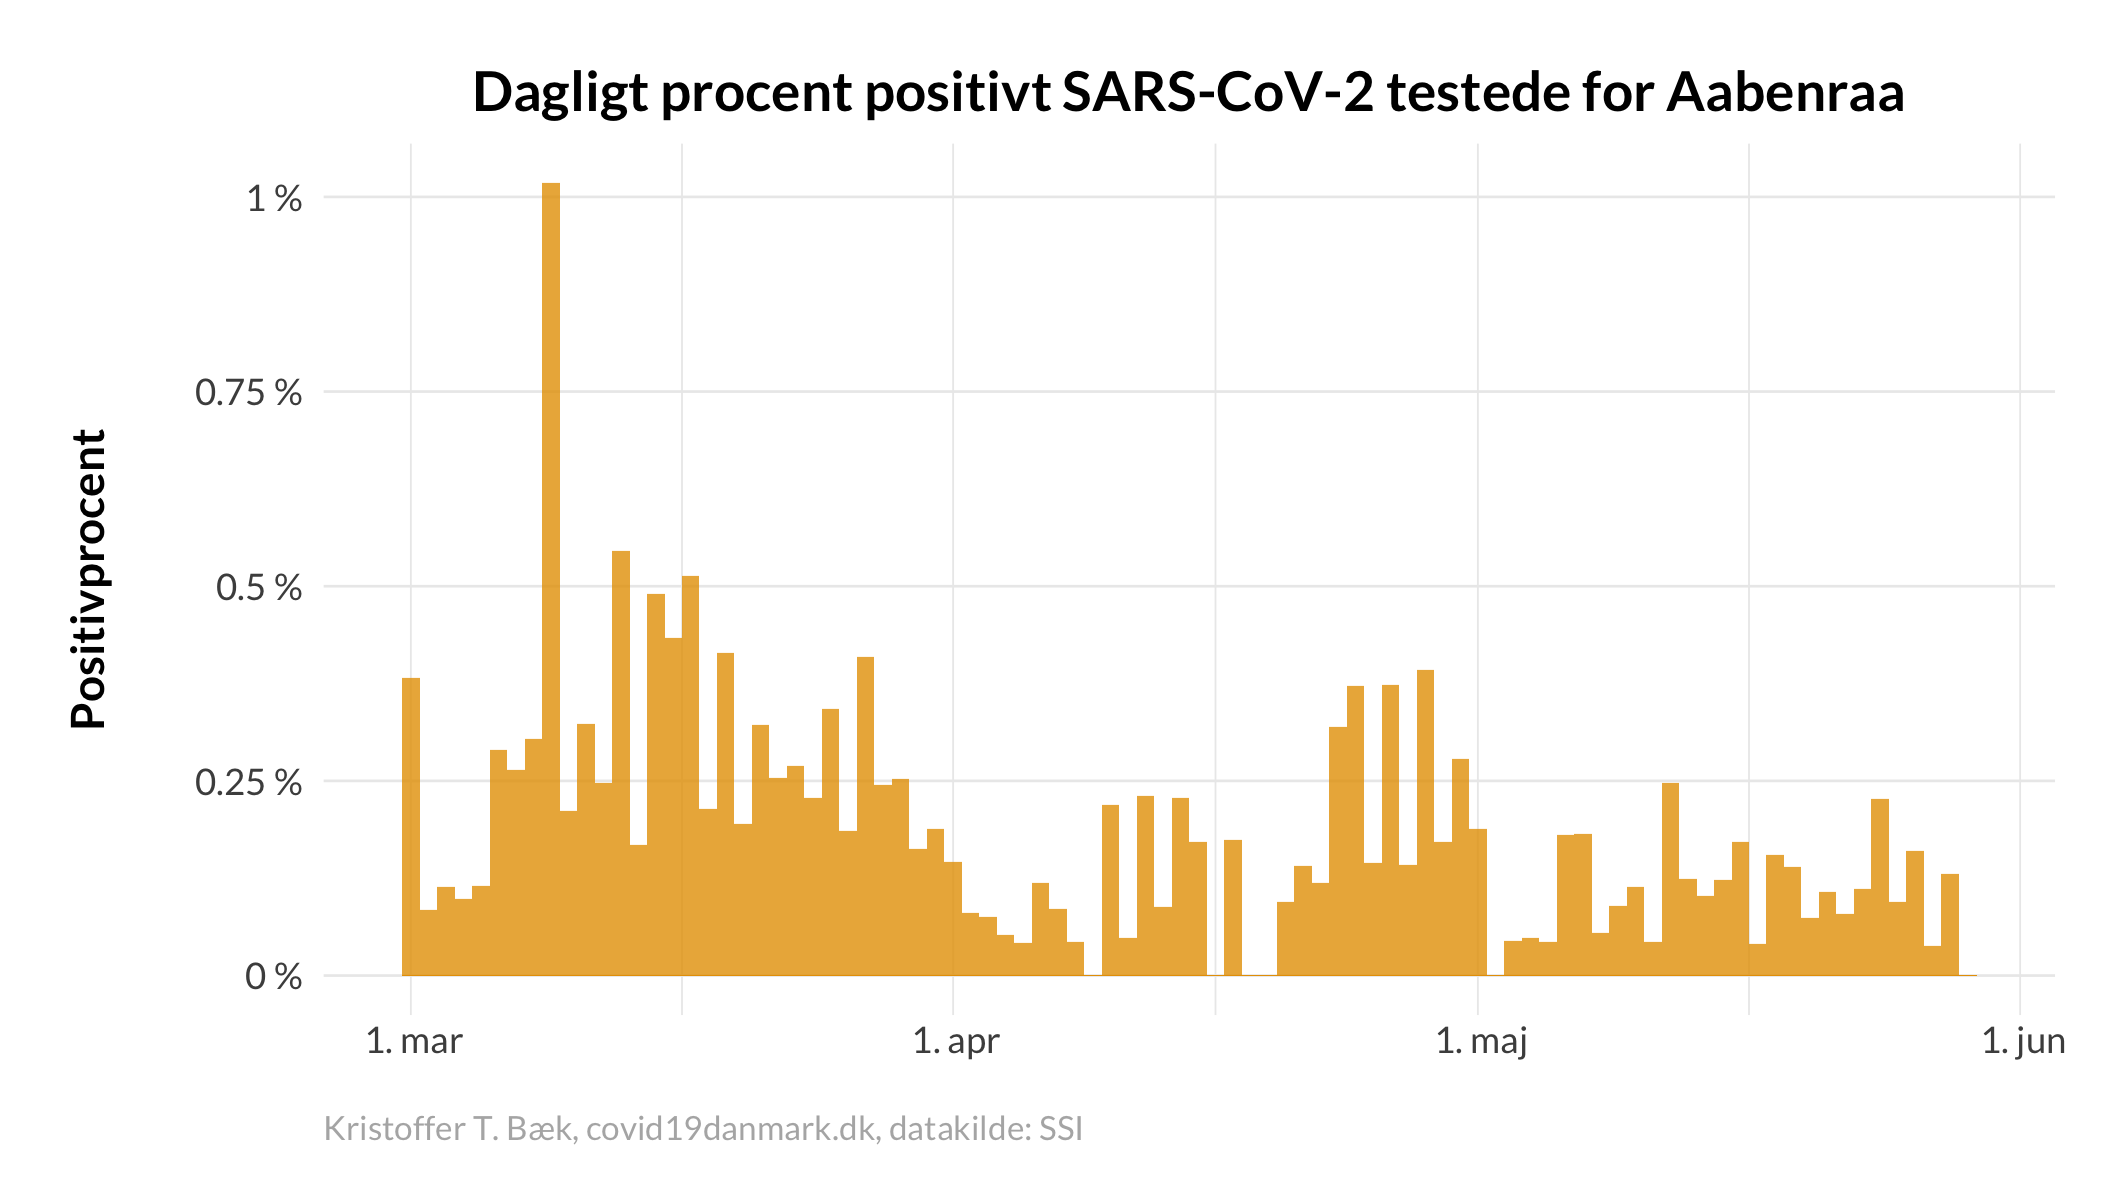 Dagligt procent positivt SARS-CoV-2 testede for Aabenraa
Positivprocent
1 %
0.75 %
0.5 %
0.25 %
0 %
1. mar
1. apr
1. maj
1. jun
Kristoffer T. Bæk, covid19danmark.dk, datakilde: SSI